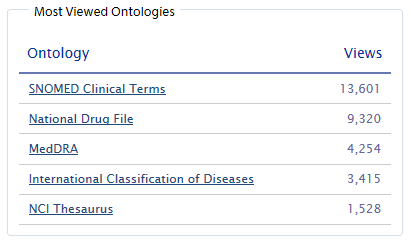 Most Viewed Ontologies
Ontology Views
SNOMED Clinical Terms 13,601
National Drug File 9,320
MedDRA 4,254
International Classification of Diseases 3,415
NCI Thesaurus 1,528